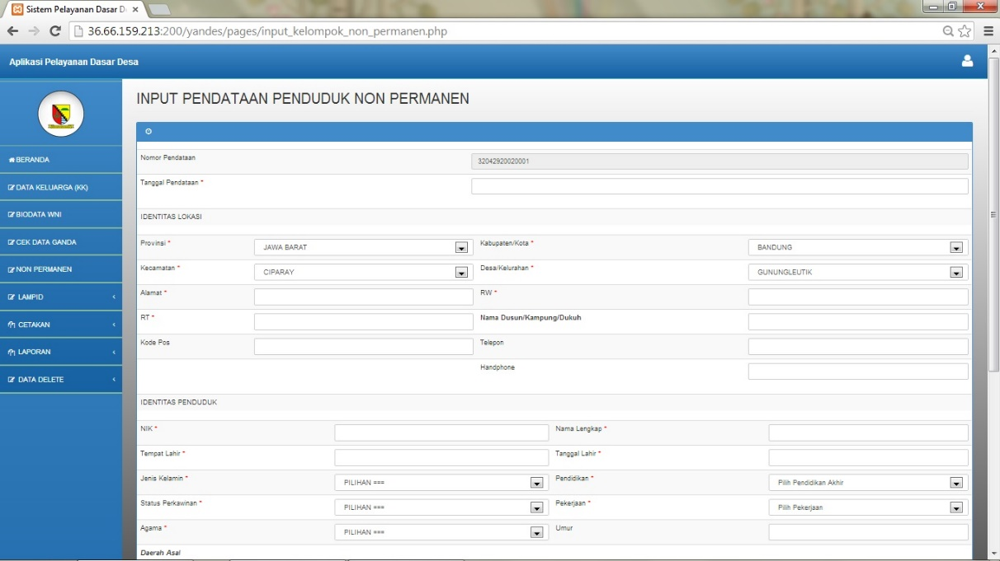 Sistem Pelayanan Dasar D
36.66.159.213:200/yandes/pages/input_kelompok_non_permanen.php
Aplikasi Pelayanan Dasar Desa
BERANDA
DATA KELUARGA (KK)
BIODATA WNI
CEK DATA GANDA
NON PERMANEN
LAMPID
CETAKAN
LAPORAN
DATA DELETE
INPUT PENDATAAN PENDUDUK NON PERMANEN
Nomor Pendataan 32042920020001
Tanggal Pendataan *
IDENTITAS LOKASI
Provinsi * JAWA BARAT Kabupaten/Kota * BANDUNG
Kecamatan * CIPARAY Desa/Kelurahan * GUNUNGLEUTIK
Alamat * RW *
RT * Nama Dusun/Kampung/Dukuh
Kode Pos Telepon
Handphone
IDENTITAS PENDUDUK
NIK * Nama Lengkap *
Tempat Lahir * Tanggal Lahir *
Jenis Kelamin * PILIHAN === Pendidikan * Pilih Pendidikan Akhir
Status Perkawinan * PILIHAN === Pekerjaan * Pilih Pekerjaan
Agama * PILIHAN === Umur
Daerah Asal